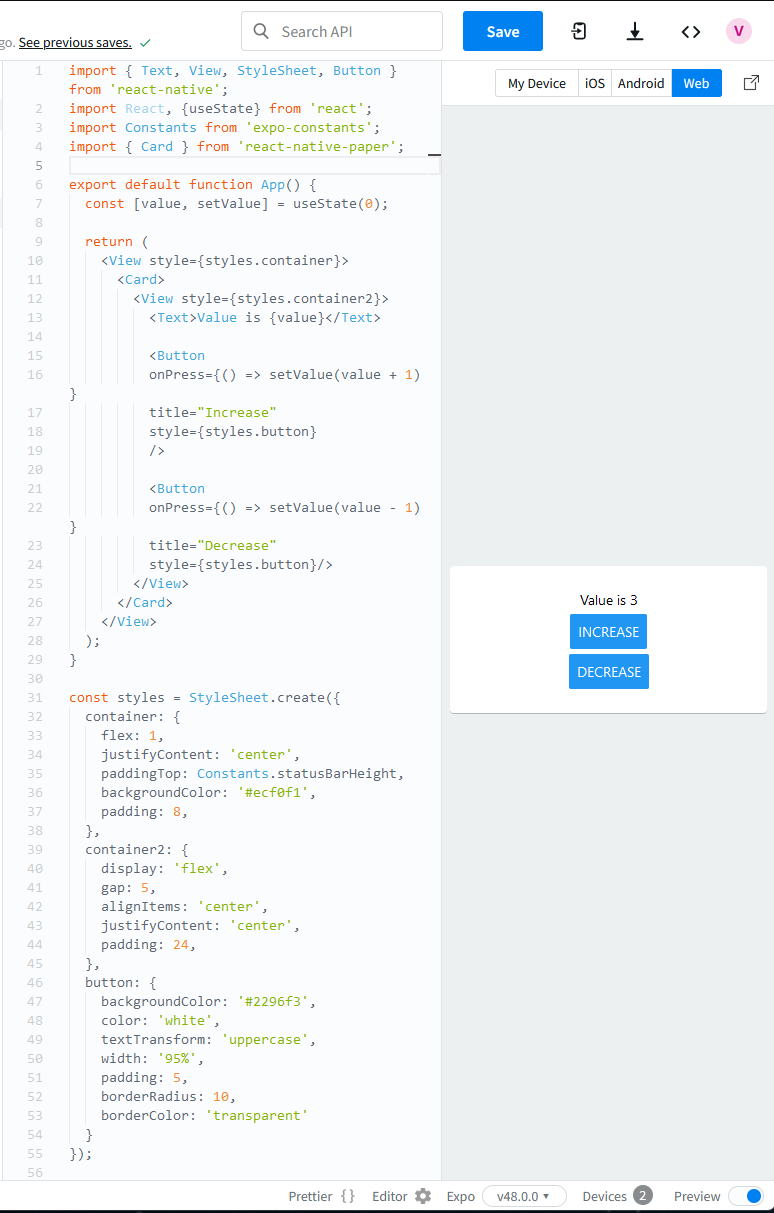 go. See previous saves.
Search API
Save
V
My Device iOS Android Web
1 import { Text, View, StyleSheet, Button }
from 'react-native';
2 import React, {useState} from 'react';
3 import Constants from 'expo-constants';
4 import { Card } from 'react-native-paper';
5
6 export default function App() {
7 const [value, setValue] = useState(0);
8
9 return (
10 <View style={styles.container}>
11 <Card>
12 <View style={styles.container2}>
13 <Text>Value is {value}</Text>
14
15 <Button
16 onPress={() => setValue(value + 1)
}
17 title="Increase"
18 style={styles.button}
19 />
20
21 <Button
22 onPress={() => setValue(value - 1)
}
23 title="Decrease"
24 style={styles.button}/>
25 </View>
26 </Card>
27 </View>
28 );
29 }
30
31 const styles = StyleSheet.create({
32 container: {
33 flex: 1,
34 justifyContent: 'center',
35 paddingTop: Constants.statusBarHeight,
36 backgroundColor: '#ecf0f1',
37 padding: 8,
38 },
39 container2: {
40 display: 'flex',
41 gap: 5,
42 alignItems: 'center',
43 justifyContent: 'center',
44 padding: 24,
45 },
46 button: {
47 backgroundColor: '#2296f3',
48 color: 'white',
49 textTransform: 'uppercase',
50 width: '95%',
51 padding: 5,
52 borderRadius: 10,
53 borderColor: 'transparent'
54 }
55 });
56
Value is 3
INCREASE
DECREASE
Prettier {} Editor Expo v48.0.0 Devices 2 Preview